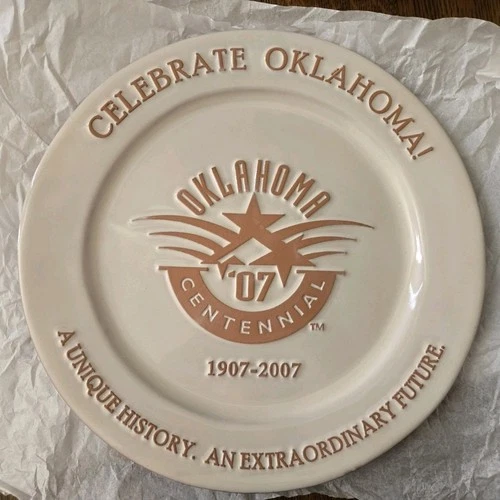 CELEBRATE OKLAHOMA!
OKLAHOMA
'07
CENTENNIAL
TM
1907-2007
A UNIQUE HISTORY. AN EXTRAORDINARY FUTURE.